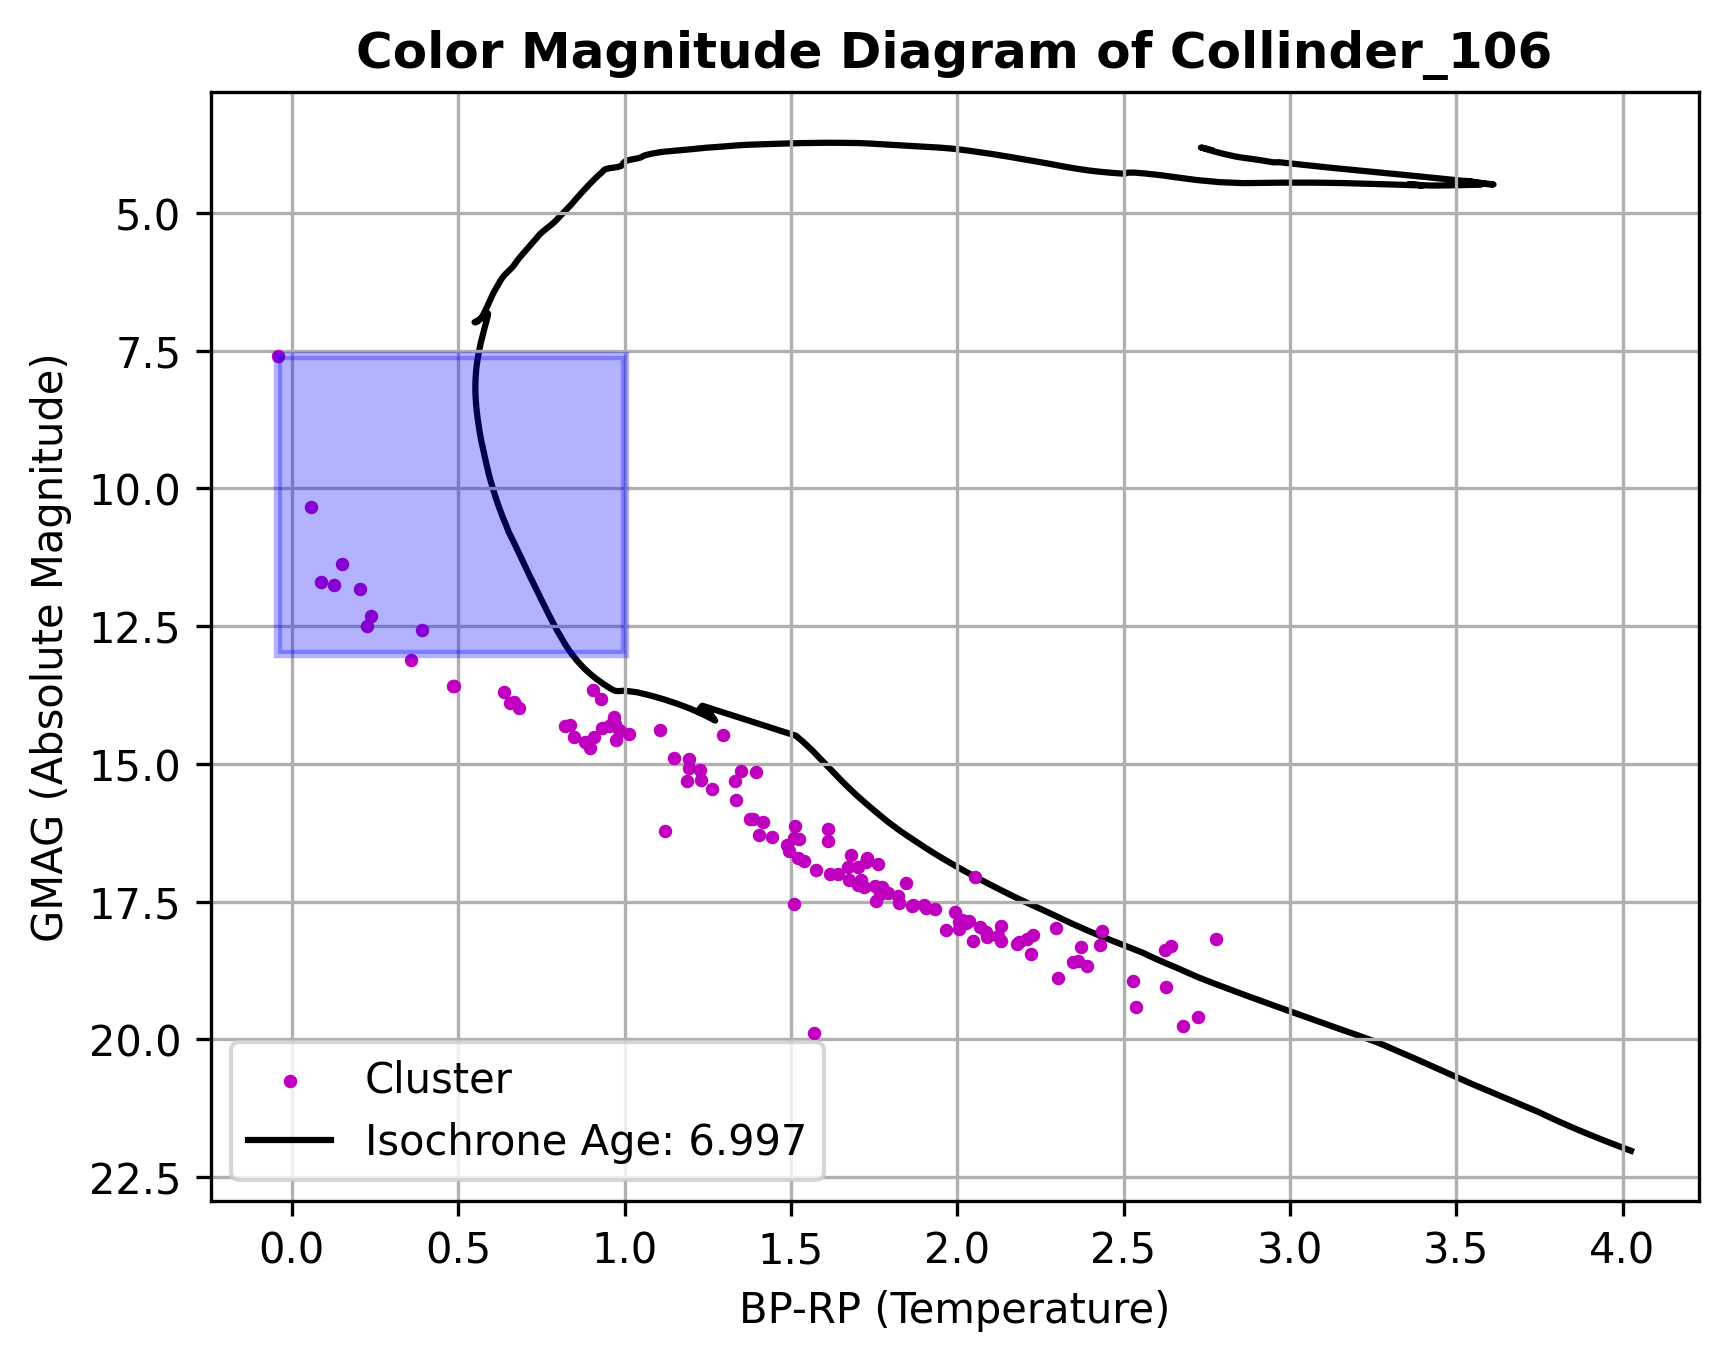 Color Magnitude Diagram of Collinder_106
GMAG (Absolute Magnitude)
5.0
7.5
10.0
12.5
15.0
17.5
20.0
22.5
Cluster
Isochrone Age: 6.997
0.0 0.5 1.0 1.5 2.0 2.5 3.0 3.5 4.0
BP-RP (Temperature)